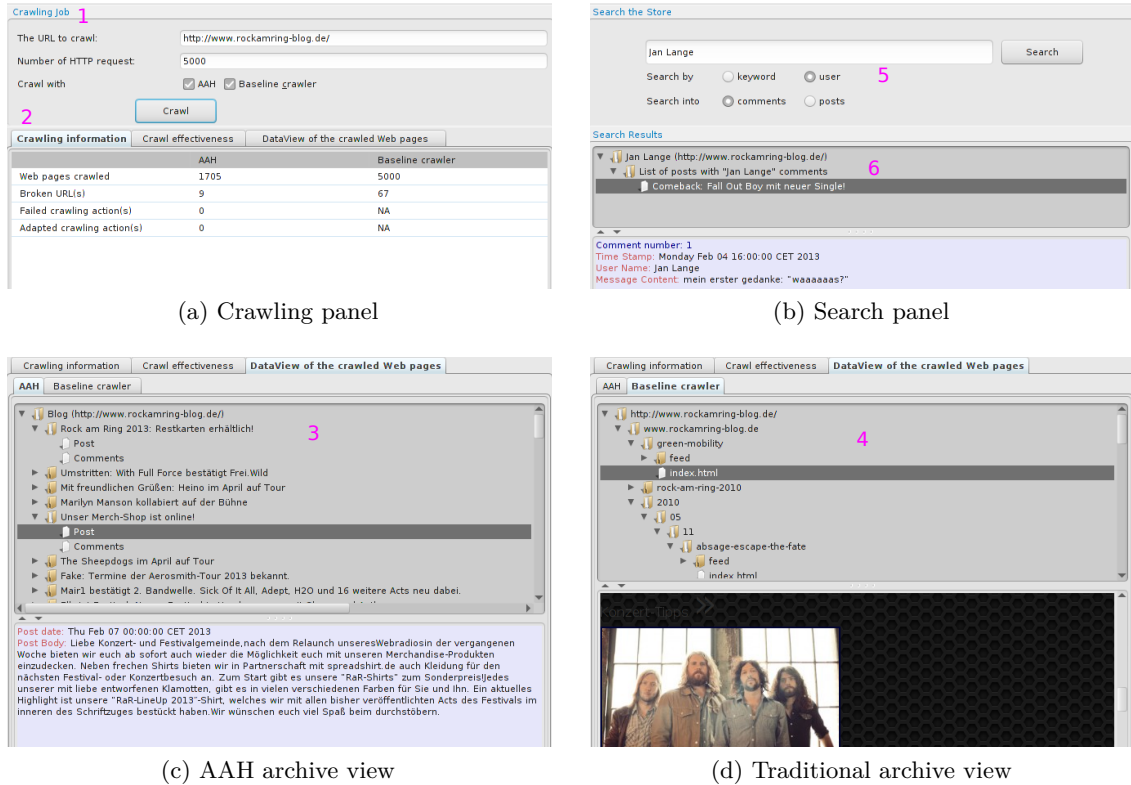 Crawling Job 1
The URL to crawl: http://www.rockamring-blog.de/
Number of HTTP request: 5000
Crawl with AAH Baseline crawler
2 Crawl
Crawling information Crawl effectiveness DataView of the crawled Web pages
AAH Baseline crawler
Web pages crawled 1705 5000
Broken URL(s) 9 67
Failed crawling action(s) 0 NA
Adapted crawling action(s) 0 NA
(a) Crawling panel
Search the Store
Jan Lange Search
Search by keyword user 5
Search into comments posts
Search Results
Jan Lange (http://www.rockamring-blog.de/)
List of posts with "Jan Lange" comments 6
Comeback: Fall Out Boy mit neuer Single!
Comment number: 1
Time Stamp: Monday Feb 04 16:00:00 CET 2013
User Name: Jan Lange
Message Content: mein erster gedanke: "waaaaaas?"
(b) Search panel
Crawling information Crawl effectiveness DataView of the crawled Web pages
AAH Baseline crawler
Blog (http://www.rockamring-blog.de/)
Rock am Ring 2013: Restkarten erhältlich! 3
Post
Comments
Umstritten: With Full Force bestätigt Frei.Wild
Mit freundlichen Grüßen: Heino im April auf Tour
Marilyn Manson kollabiert auf der Bühne
Unser Merch-Shop ist online!
Post
Comments
The Sheepdogs im April auf Tour
Fake: Termine der Aerosmith-Tour 2013 bekannt.
Mair1 bestätigt 2. Bandwelle. Sick Of It All, Adept, H2O und 16 weitere Acts neu dabei.
Post date: Thu Feb 07 00:00:00 CET 2013
Post Body: Liebe Konzert- und Festivalgemeinde,nach dem Relaunch unseresWebradiosin der vergangenen
Woche bieten wir euch ab sofort auch wieder die Möglichkeit euch mit unseren Merchandise-Produkten
einzudecken. Neben frechen Shirts bieten wir in Partnerschaft mit spreadshirt.de auch Kleidung für den
nächsten Festival- oder Konzertbesuch an. Zum Start gibt es unsere "RaR-Shirts" zum Sonderpreis!Jedes
unserer mit liebe entworfenen Klamotten, gibt es in vielen verschiedenen Farben für Sie und Ihn. Ein aktuelles
Highlight ist unsere "RaR-LineUp 2013"-Shirt, welches wir mit allen bisher veröffentlichten Acts des Festivals im
inneren des Schriftzuges bestückt haben.Wir wünschen euch viel Spaß beim durchstöbern.
(c) AAH archive view
Crawling information Crawl effectiveness DataView of the crawled Web pages
AAH Baseline crawler
http://www.rockamring-blog.de/
www.rockamring-blog.de 4
green-mobility
feed
index.html
rock-am-ring-2010
2010
05
11
absage-escape-the-fate
feed
index.html
Konzert-Tipps
(d) Traditional archive view